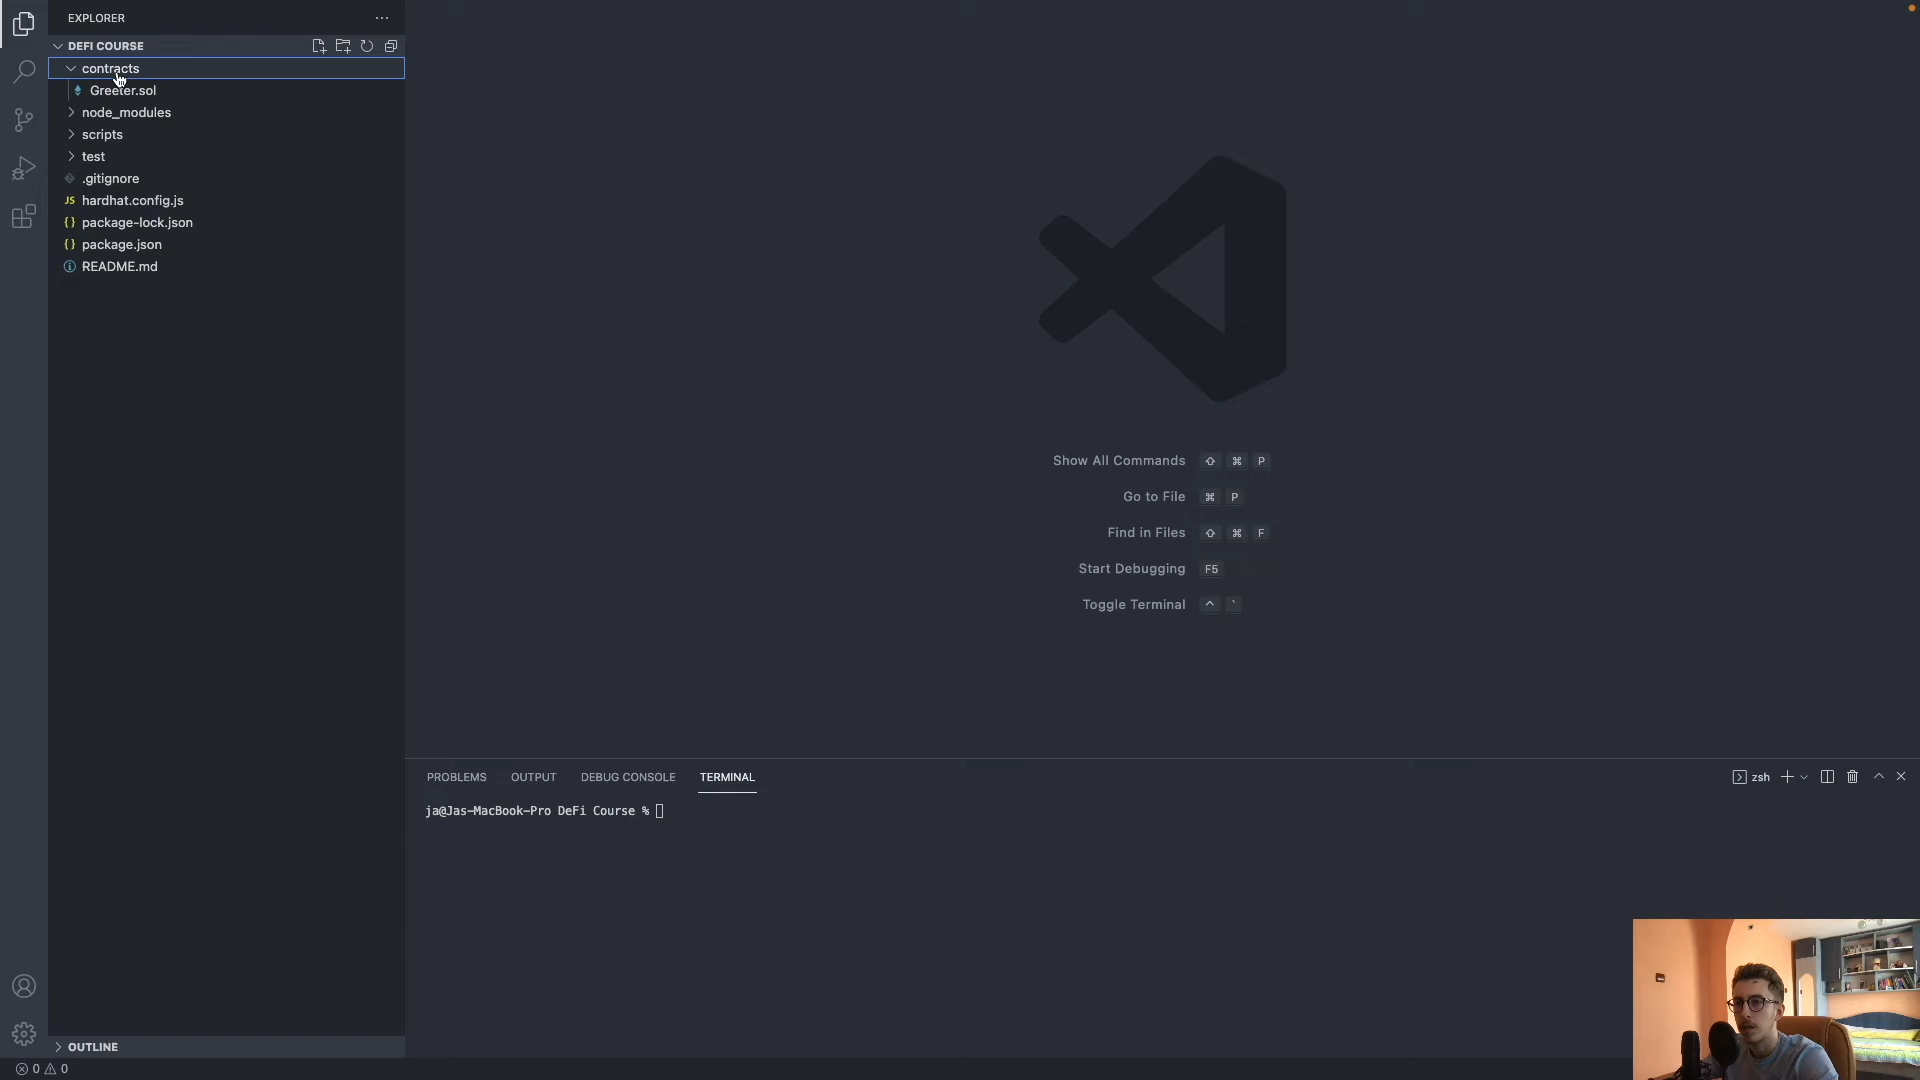 EXPLORER
DEFI COURSE
contracts
Greeter.sol
node_modules
scripts
test
.gitignore
JS hardhat.config.js
{} package-lock.json
{} package.json
README.md
Show All Commands ⇧ ⌘ P
Go to File ⌘ P
Find in Files ⇧ ⌘ F
Start Debugging F5
Toggle Terminal ^ `
PROBLEMS OUTPUT DEBUG CONSOLE TERMINAL
zsh
ja@Jas-MacBook-Pro DeFi Course %
OUTLINE
0 0